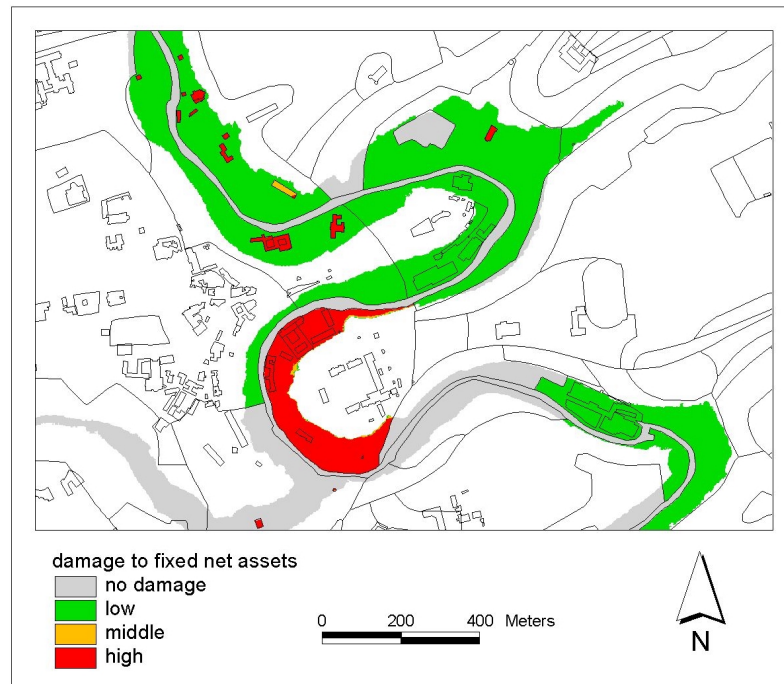 damage to fixed net assets
no damage
low
middle
high
0 200 400 Meters
N